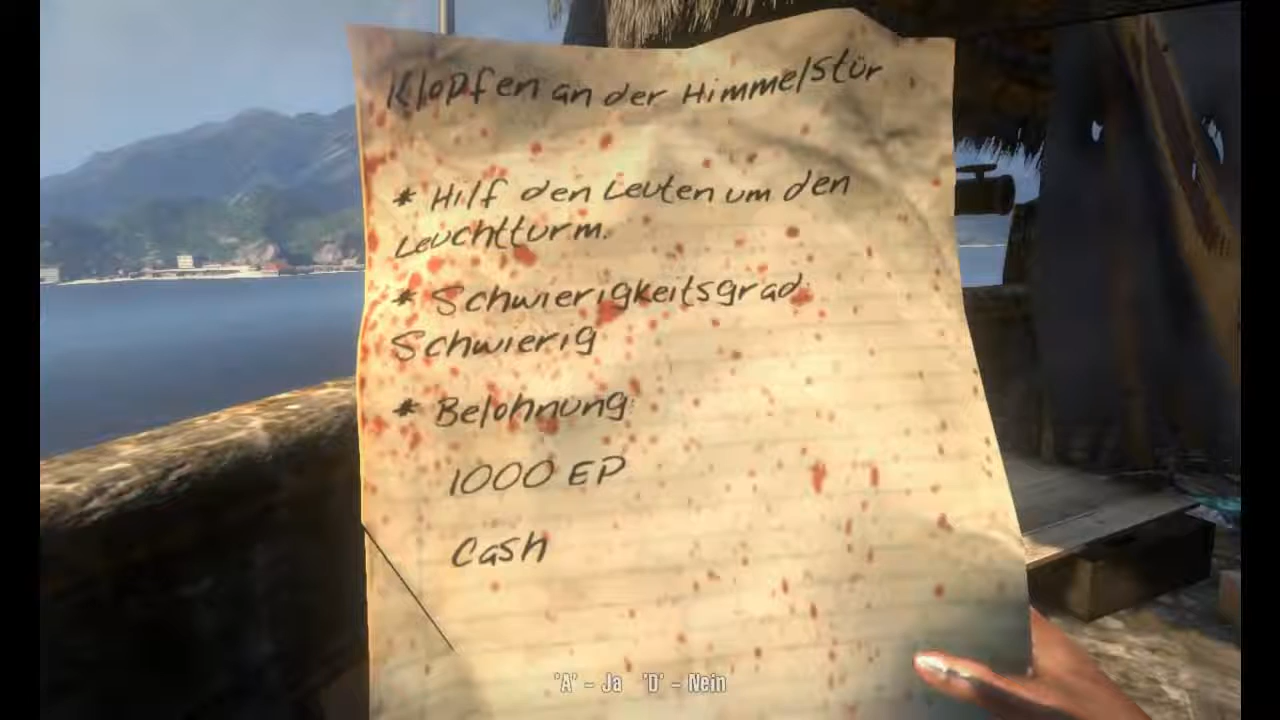 Klopfen an der Himmelstür
* Hilf den Leuten um den
Leuchtturm.
* Schwierigkeitsgrad:
Schwierig
* Belohnung:
1000 EP
Cash
'A' - Ja 'D' - Nein